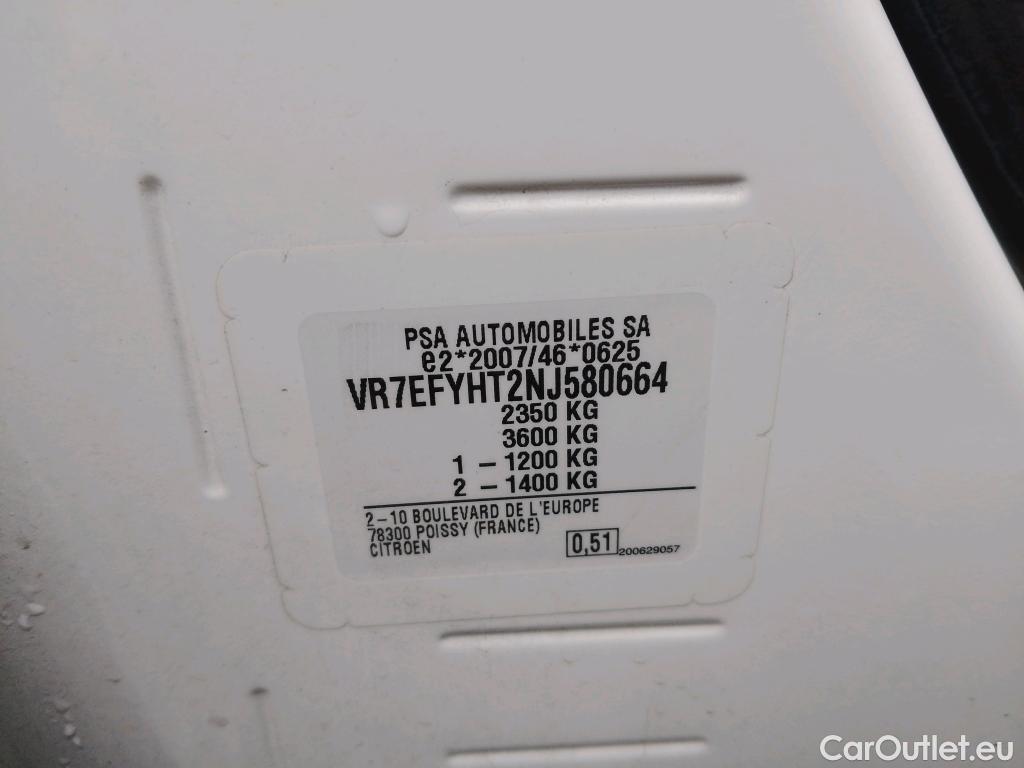 PSA AUTOMOBILES SA
e2*2007/46*0625
VR7EFYHT2NJ580664
2350 KG
3600 KG
1 – 1200 KG
2 – 1400 KG
2–10 BOULEVARD DE L'EUROPE
78300 POISSY (FRANCE)
CITROEN
0,51 200629057
CarOutlet.eu